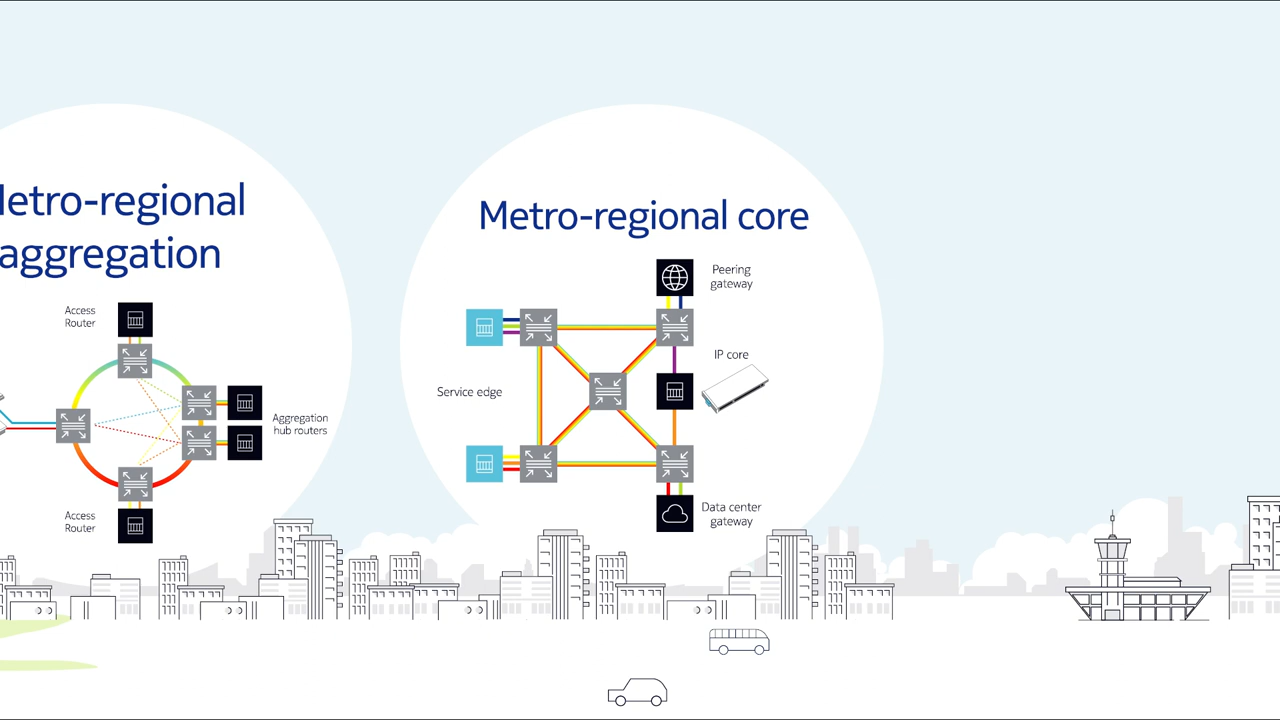 etro-regional
aggregation
Access
Router
Aggregation
hub routers
Access
Router
Metro-regional core
Peering
gateway
IP core
Service edge
Data center
gateway